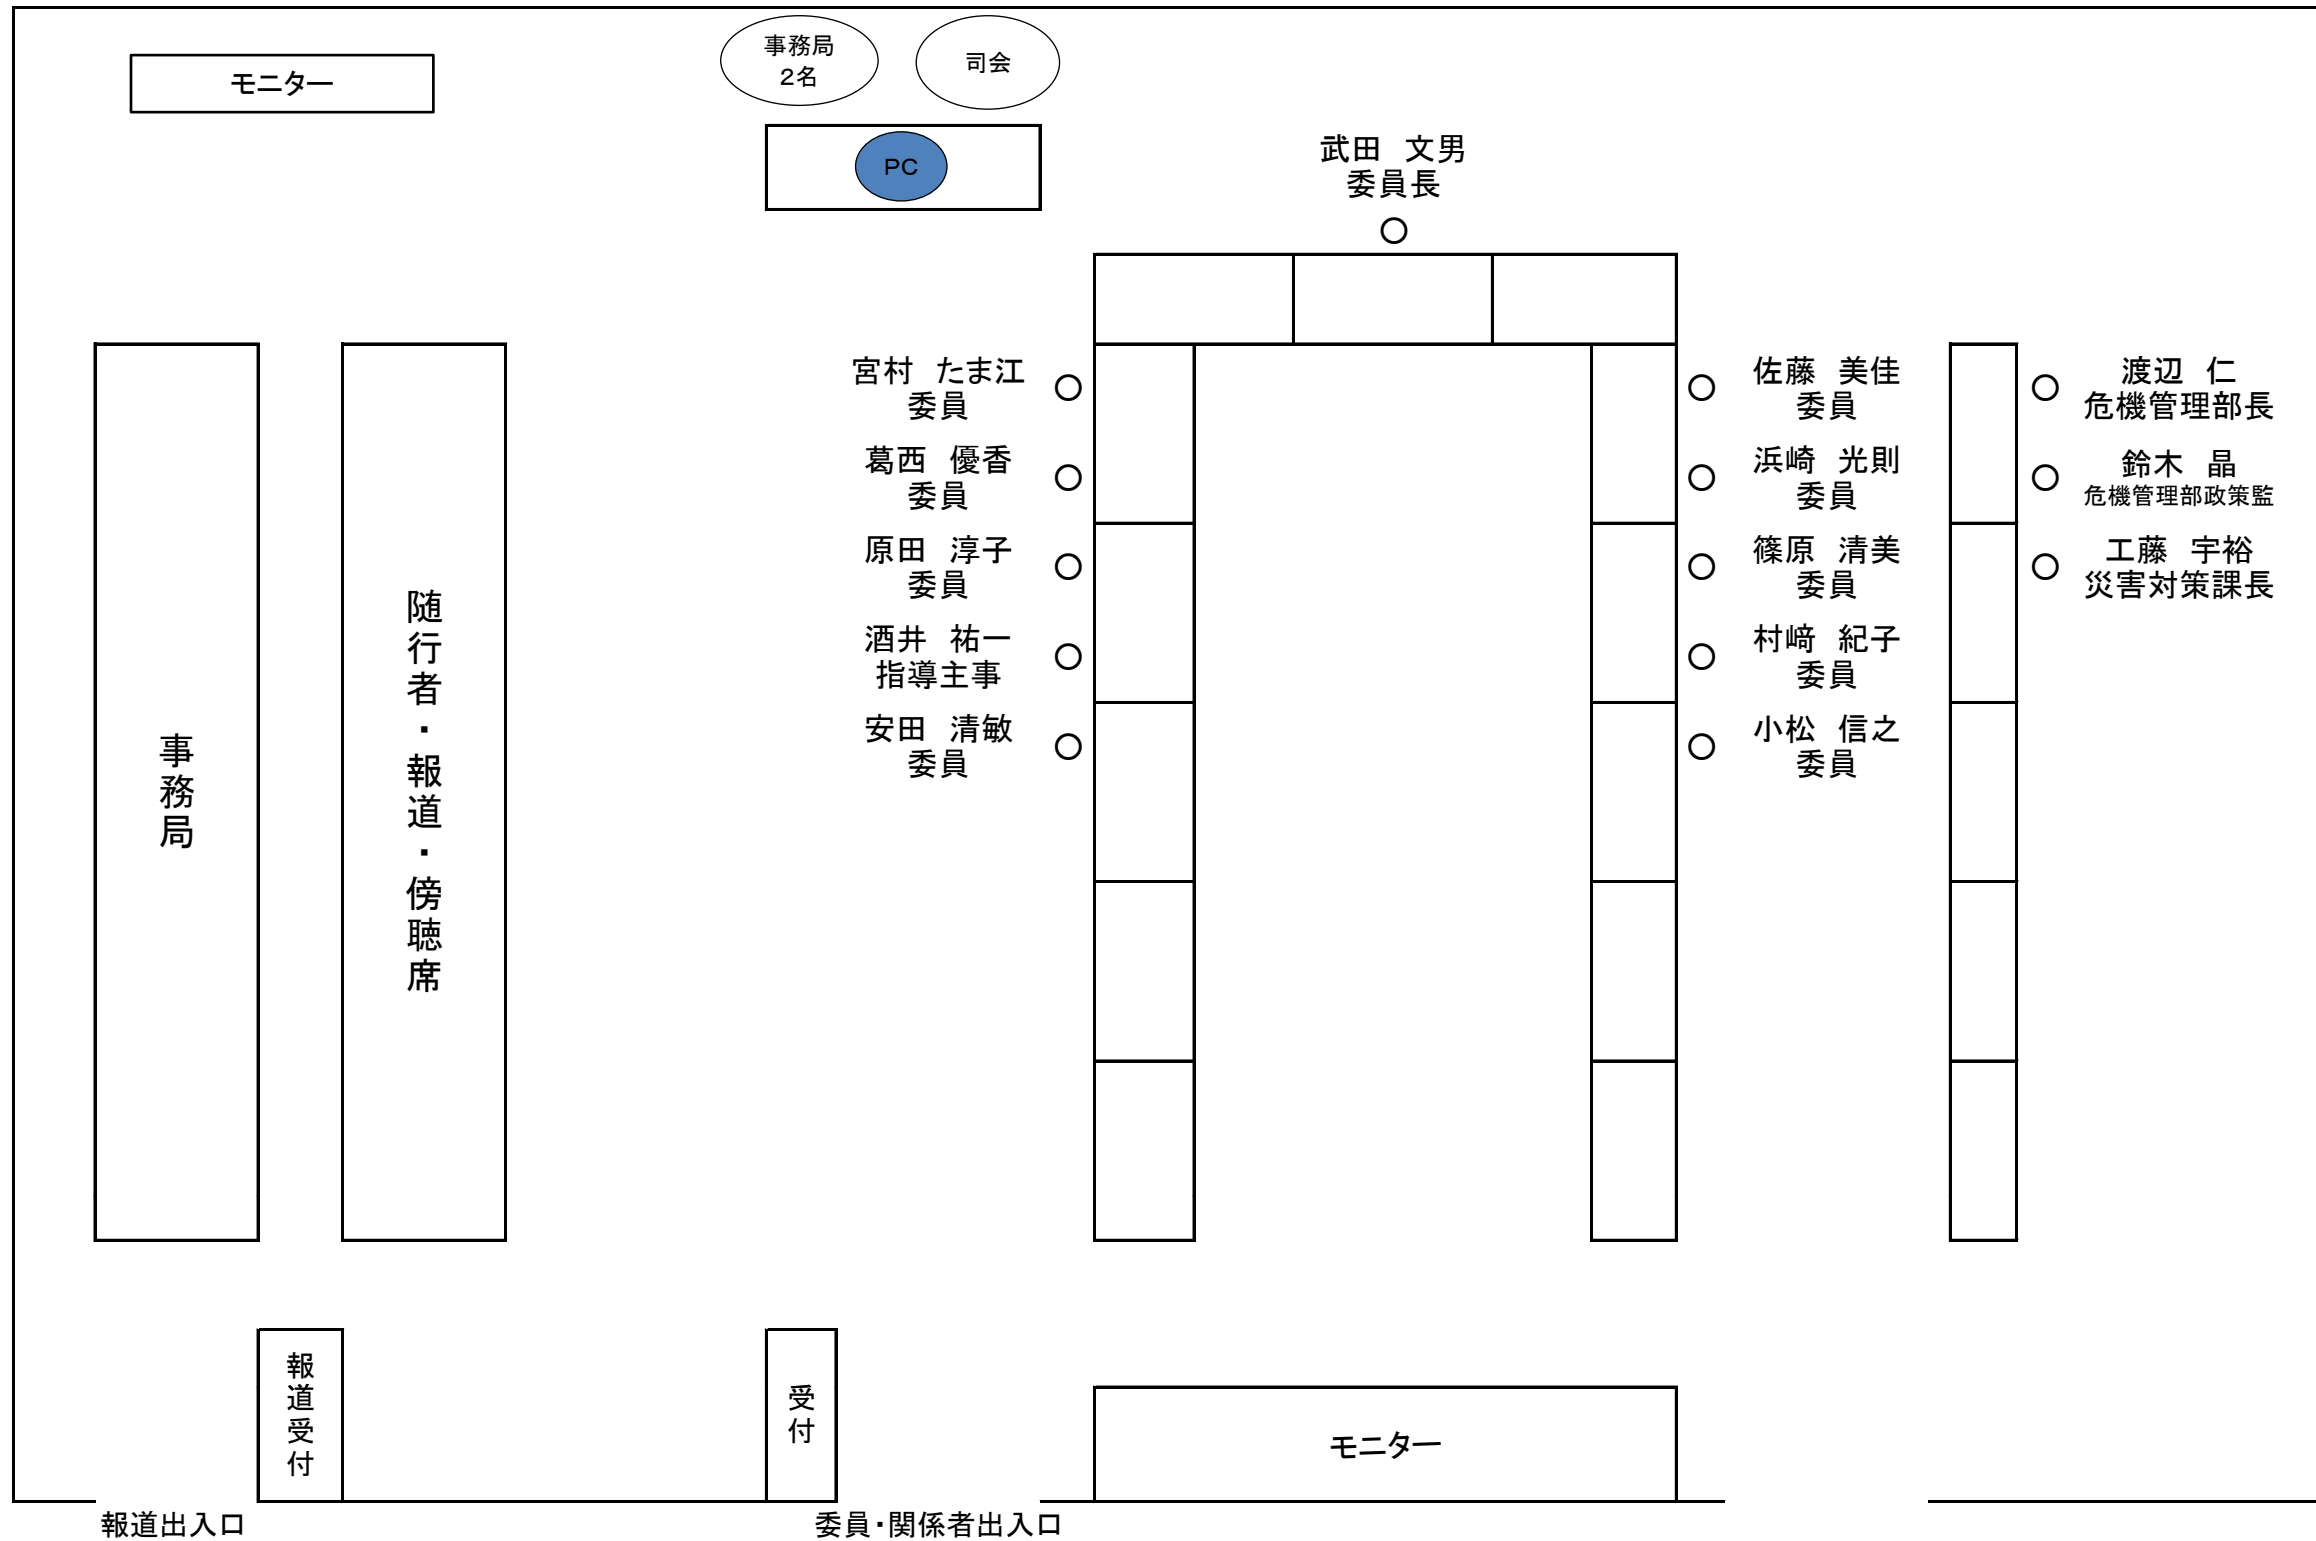 モニター
事務局
2名
司会
PC
武田　文男
委員長
宮村　たま江
委員
葛西　優香
委員
原田　淳子
委員
酒井　祐一
指導主事
安田　清敏
委員
佐藤　美佳
委員
浜崎　光則
委員
篠原　清美
委員
村﨑　紀子
委員
小松　信之
委員
渡辺　仁
危機管理部長
鈴木　晶
危機管理部政策監
工藤　宇裕
災害対策課長
事務局
随行者・報道・傍聴席
報道受付
受付
モニター
報道出入口
委員・関係者出入口